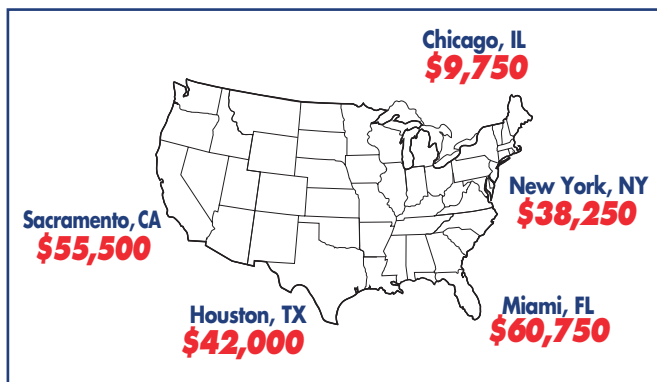 Chicago, IL
$9,750
New York, NY
$38,250
Sacramento, CA
$55,500
Houston, TX
$42,000
Miami, FL
$60,750